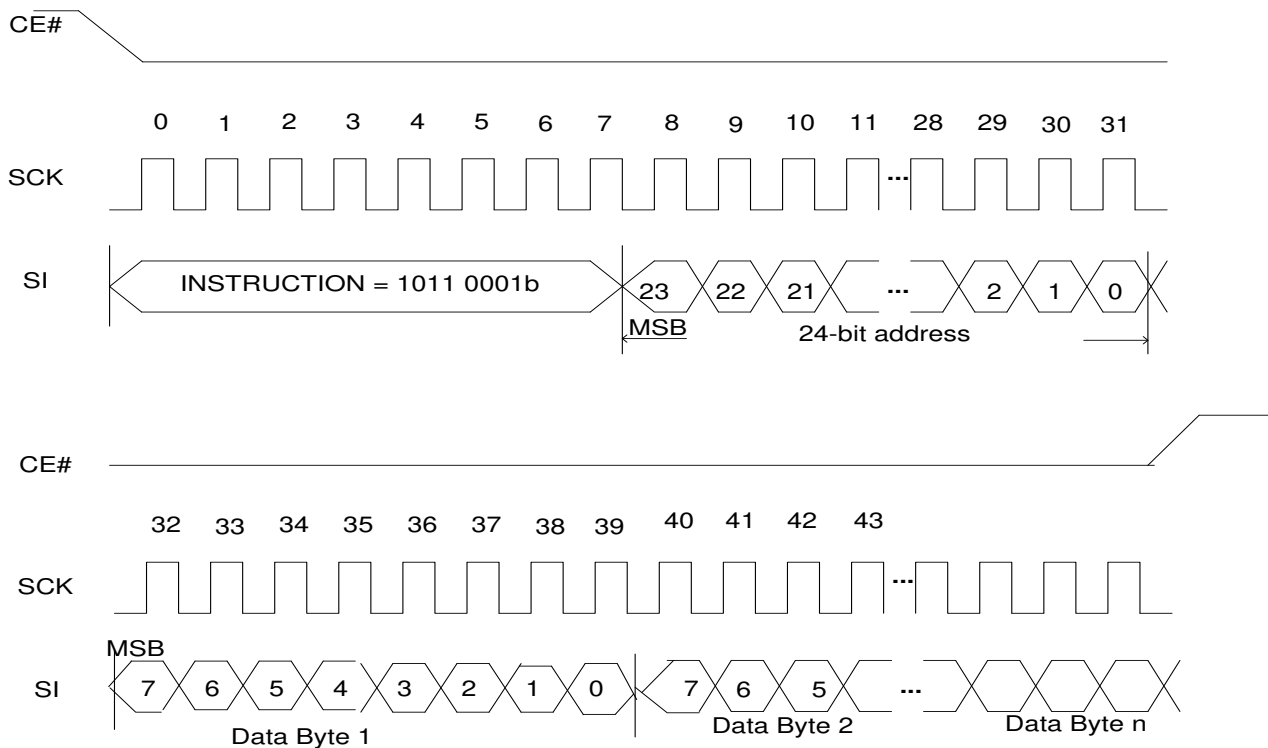 CE#
0 1 2 3 4 5 6 7 8 9 10 11 28 29 30 31
SCK ...
SI INSTRUCTION = 1011 0001b 23 22 21 ... 2 1 0
MSB 24-bit address
CE#
32 33 34 35 36 37 38 39 40 41 42 43
SCK ...
MSB
SI 7 6 5 4 3 2 1 0 7 6 5 ...
Data Byte 1 Data Byte 2 Data Byte n